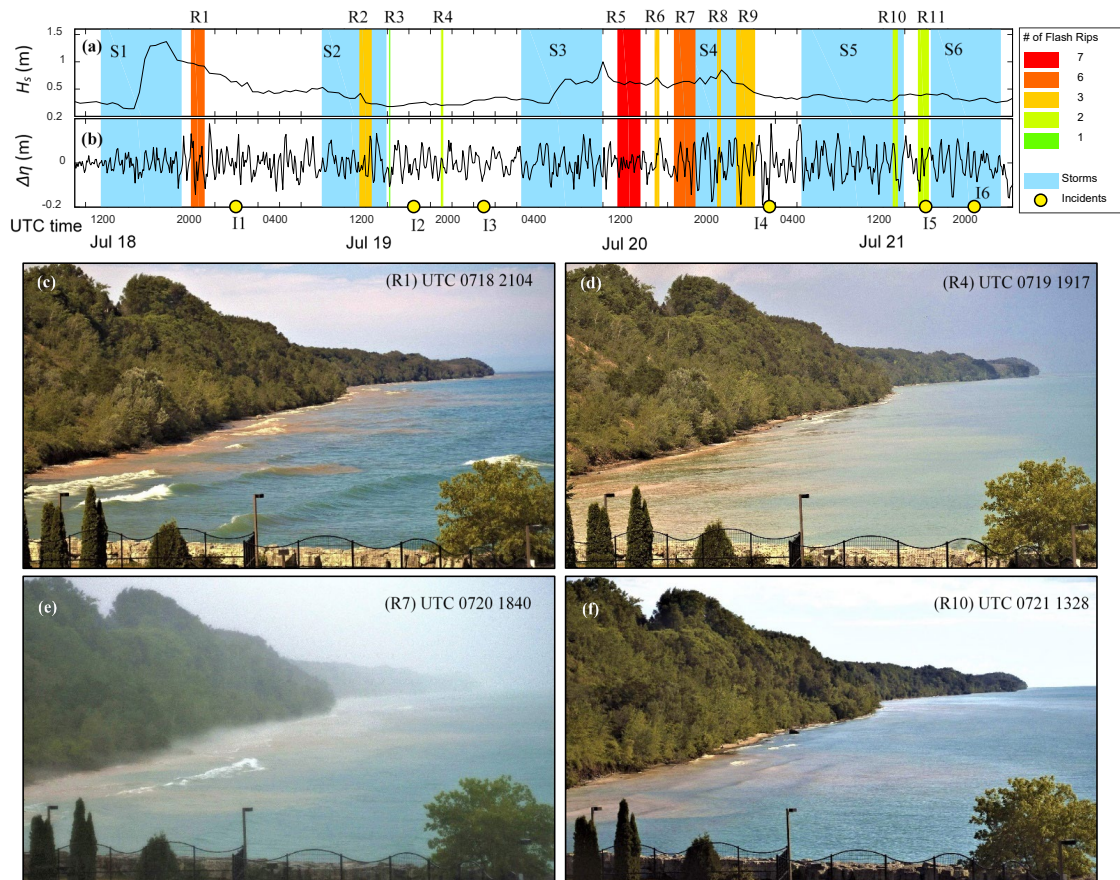 R1 R2 R3 R4 R5 R6 R7 R8 R9 R10 R11
1.5
1
0.5
0.2
Hs (m)
(a) S1 S2 S3 S4 S5 S6
0
-0.2
Δη (m)
(b)
I6
1200 2000 0400 1200 2000 0400 1200 2000 0400 1200 2000
UTC time I1 I2 I3 I4 I5
Jul 18 Jul 19 Jul 20 Jul 21
# of Flash Rips
7
6
3
2
1
Storms
Incidents
(c) (R1) UTC 0718 2104
(d) (R4) UTC 0719 1917
(e) (R7) UTC 0720 1840
(f) (R10) UTC 0721 1328